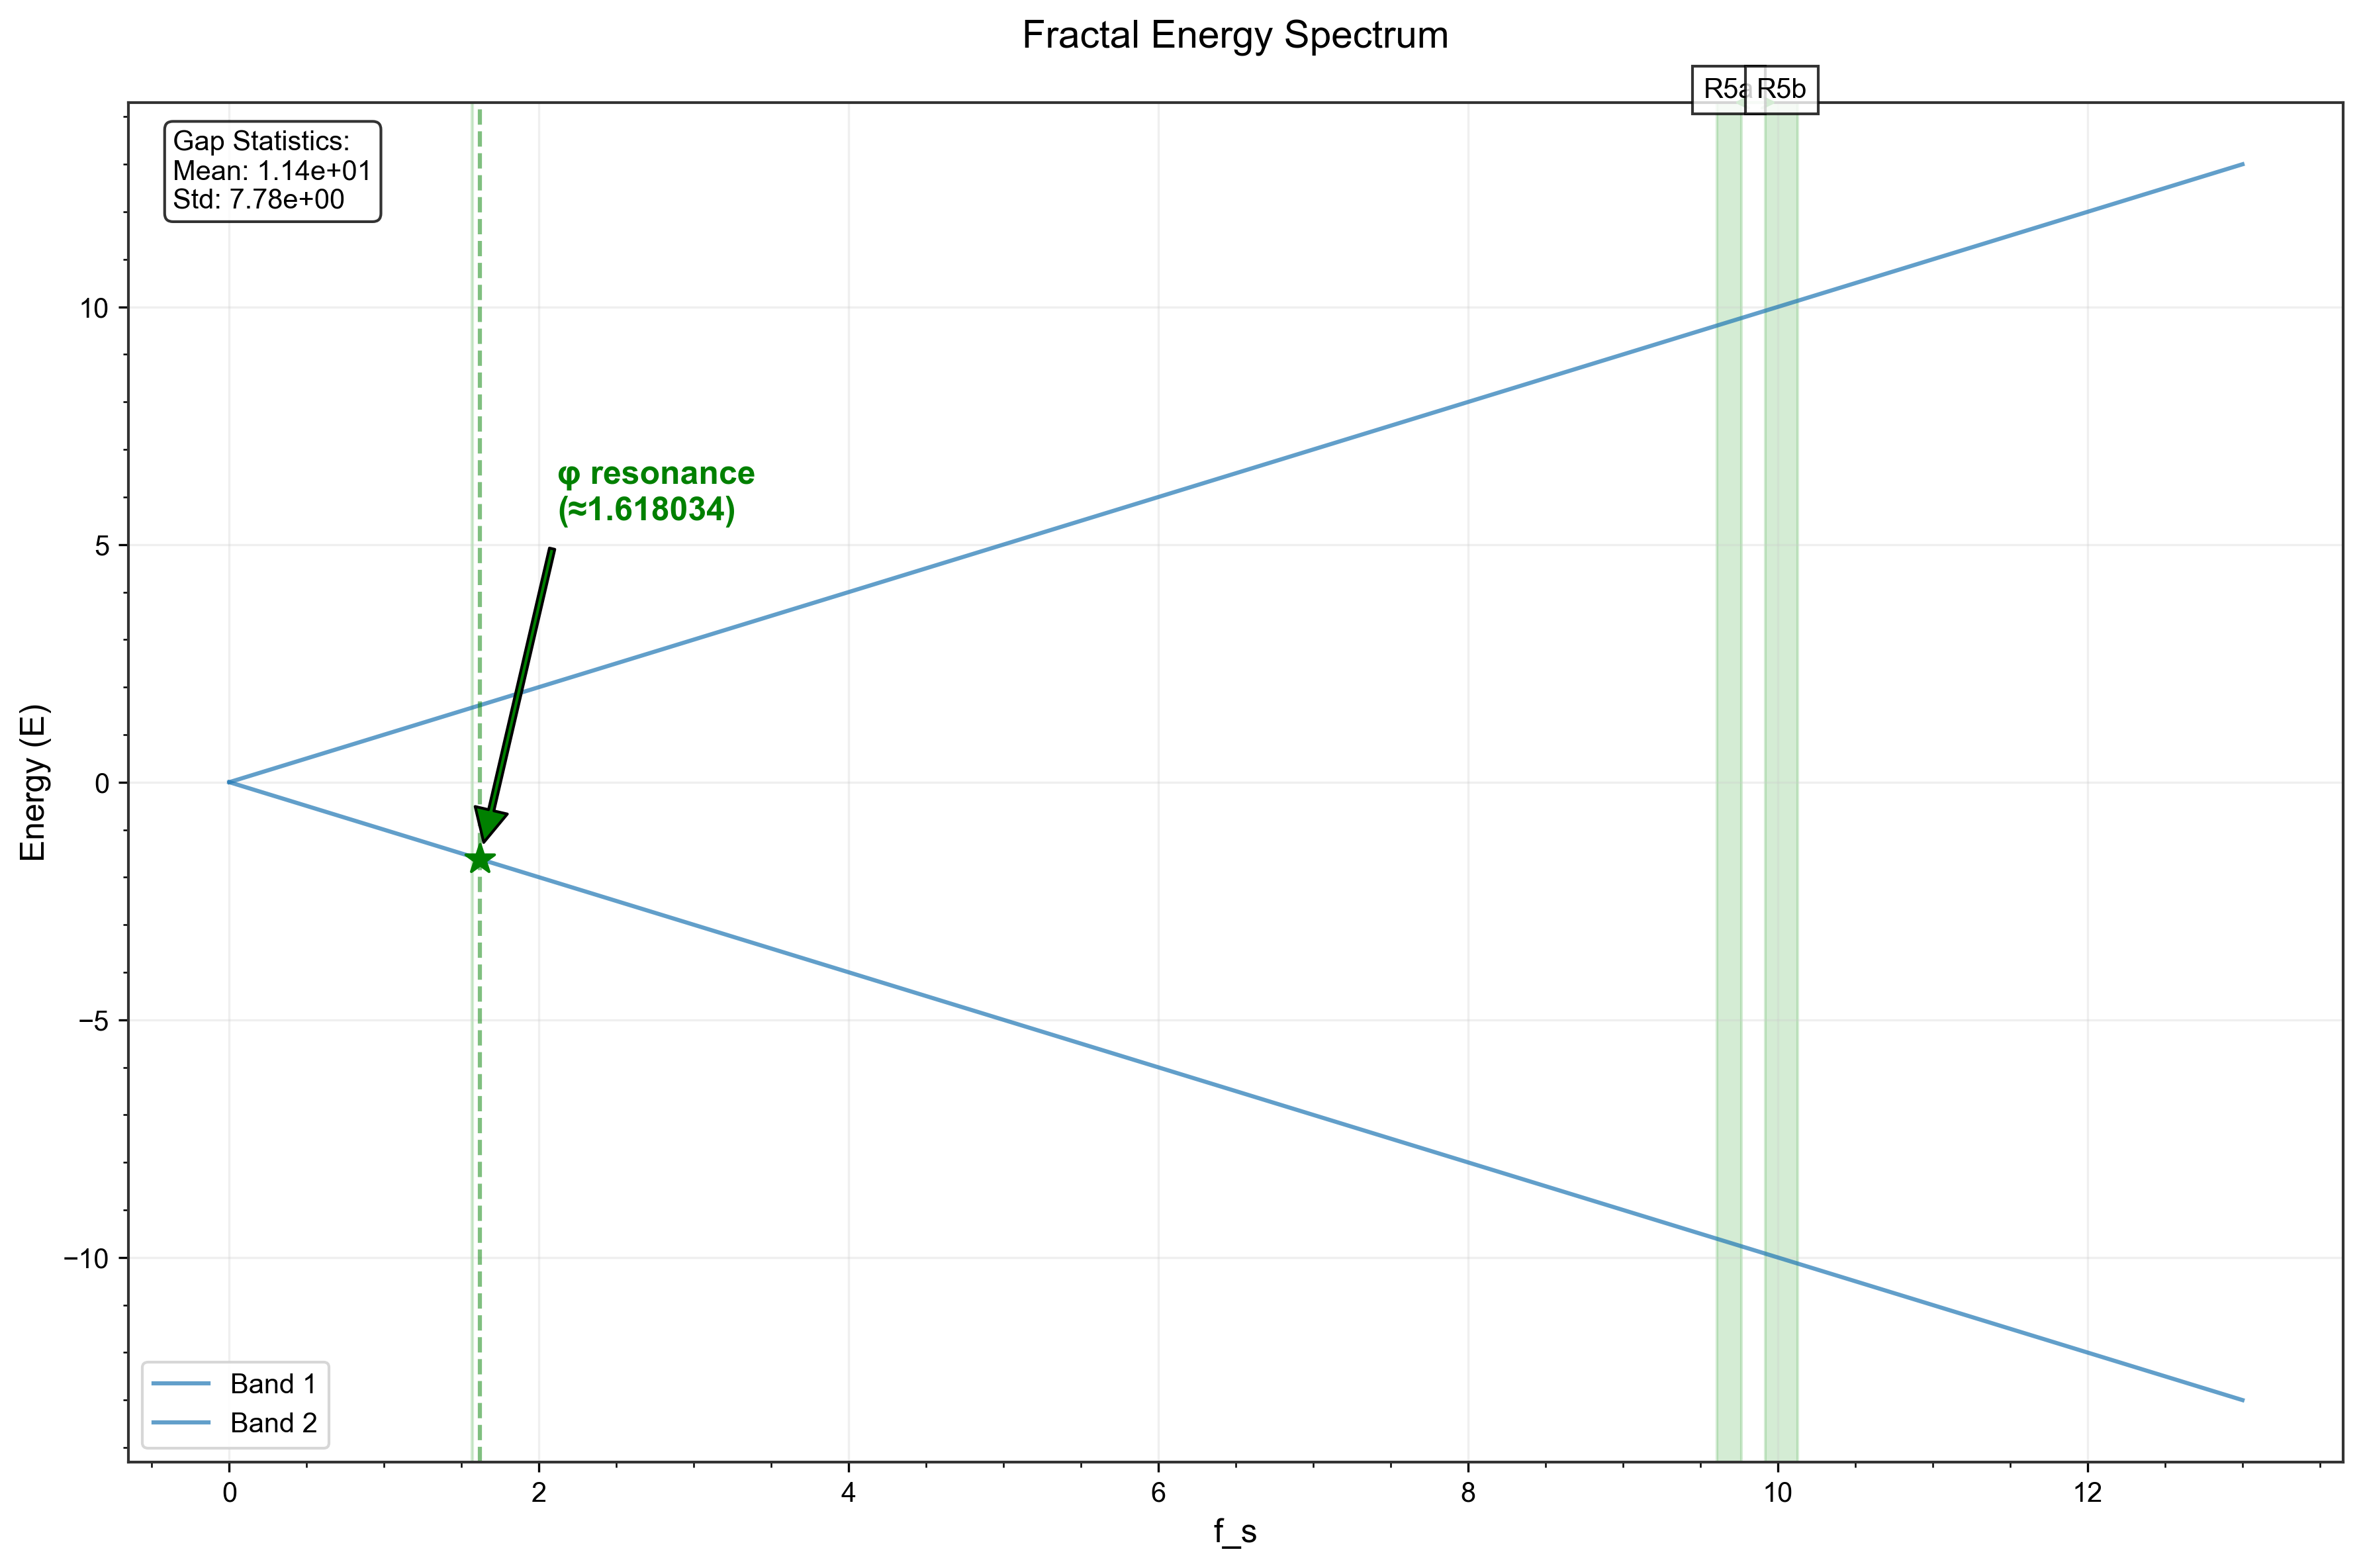 Fractal Energy Spectrum
R5a
R5b
Gap Statistics:
Mean: 1.14e+01
Std: 7.78e+00
φ resonance
(≈1.618034)
Energy (E)
10
5
0
−5
−10
Band 1
Band 2
0 2 4 6 8 10 12
f_s